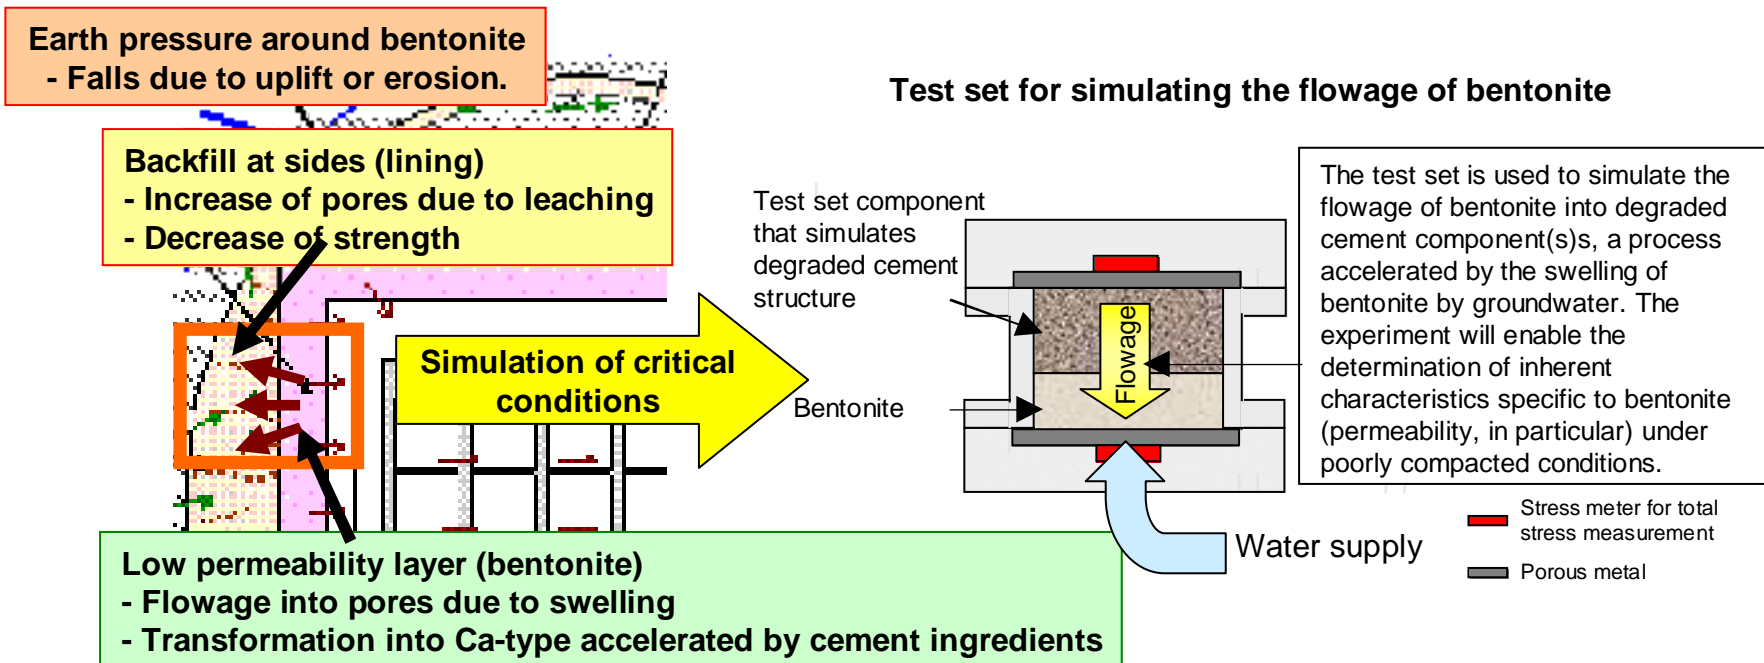 Earth pressure around bentonite
- Falls due to uplift or erosion.
Backfill at sides (lining)
- Increase of pores due to leaching
- Decrease of strength
Simulation of critical
conditions
Low permeability layer (bentonite)
- Flowage into pores due to swelling
- Transformation into Ca-type accelerated by cement ingredients
Test set for simulating the flowage of bentonite
Test set component
that simulates
degraded cement
structure
Bentonite
Flowage
Water supply
The test set is used to simulate the
flowage of bentonite into degraded
cement component(s)s, a process
accelerated by the swelling of
bentonite by groundwater. The
experiment will enable the
determination of inherent
characteristics specific to bentonite
(permeability, in particular) under
poorly compacted conditions.
Stress meter for total
stress measurement
Porous metal